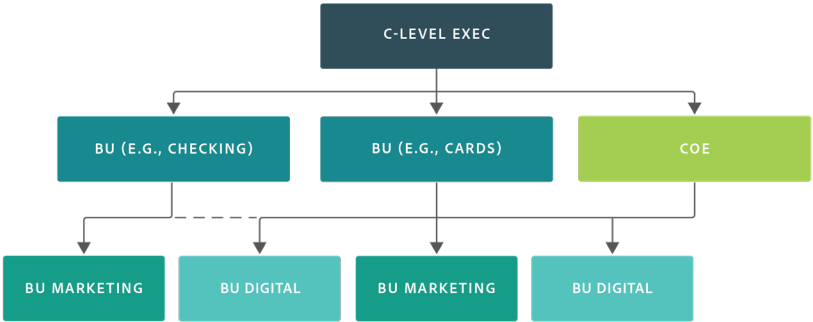 C-LEVEL EXEC
BU (E.G., CHECKING)
BU (E.G., CARDS)
COE
BU MARKETING
BU DIGITAL
BU MARKETING
BU DIGITAL